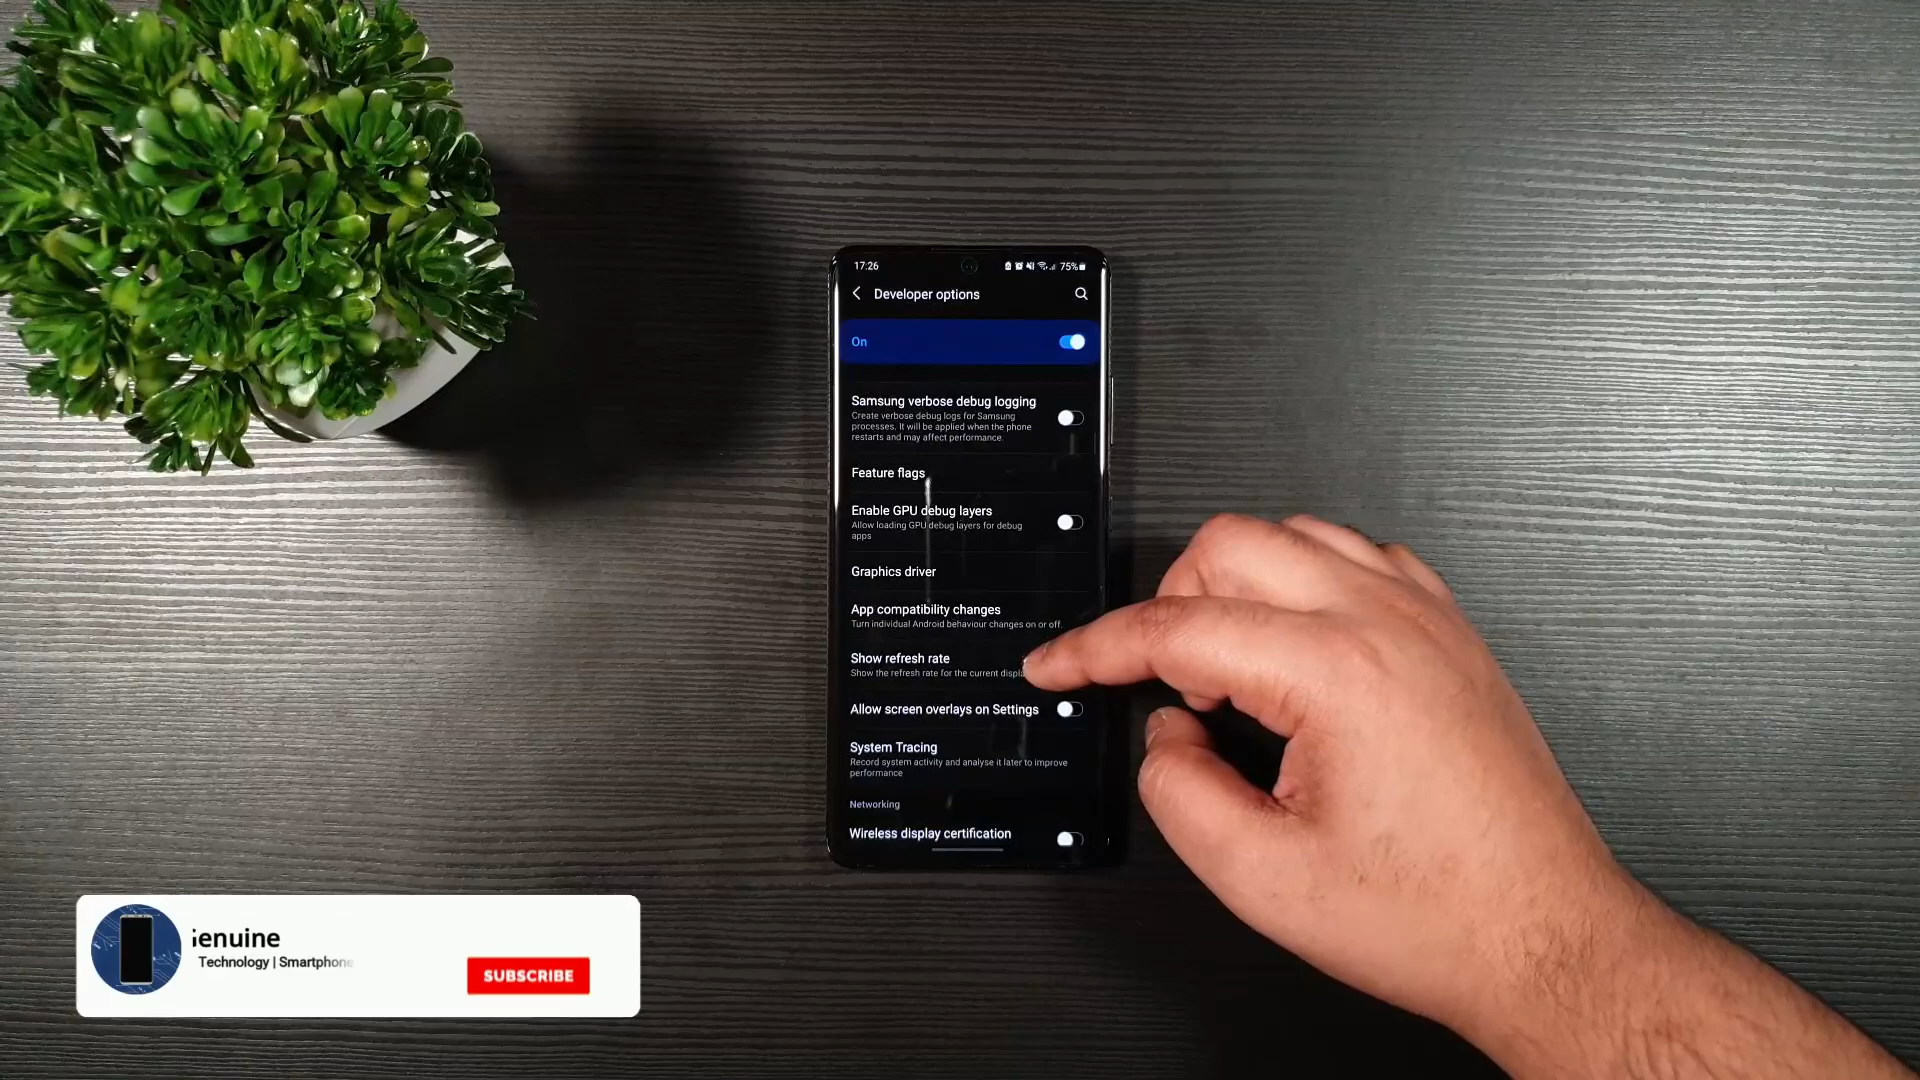 17:26
75%
Developer options
On
Samsung verbose debug logging
Create verbose debug logs for Samsung
processes. It will be applied when the phone
restarts and may affect performance.
Feature flags
Enable GPU debug layers
Allow loading GPU debug layers for debug
apps
Graphics driver
App compatibility changes
Turn individual Android behaviour changes on or off.
Show refresh rate
Show the refresh rate for the current displa
Allow screen overlays on Settings
System Tracing
Record system activity and analyse it later to improve
performance
Networking
Wireless display certification
ienuine
Technology | Smartphone
SUBSCRIBE